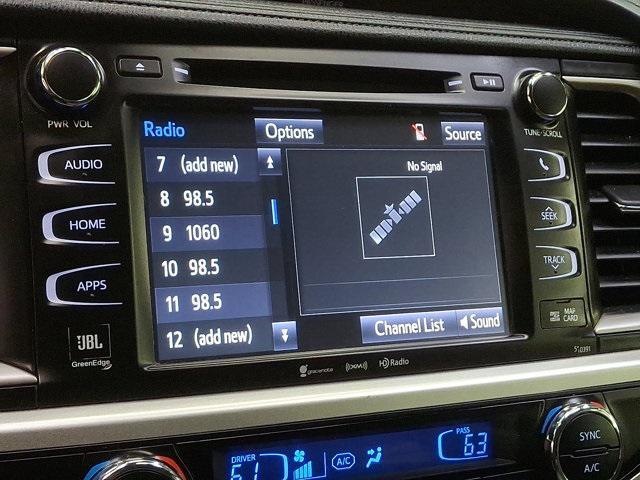 PWR VOL
TUNE•SCROLL
Radio
Options
Source
AUDIO
HOME
APPS
7 (add new)
8 98.5
9 1060
10 98.5
11 98.5
12 (add new)
No Signal
Channel List
Sound
SEEK
TRACK
MAP
CARD
JBL
GreenEdge
gracenote
((XM))
HD Radio
510391
DRIVER
61
A/C
PASS
63
SYNC
A/C